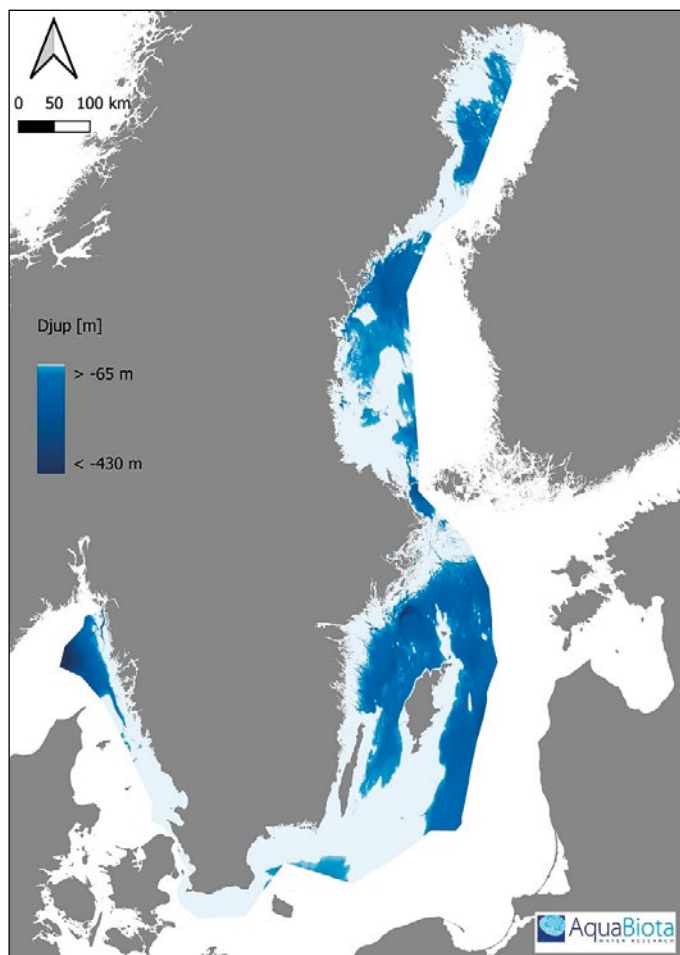 0 50 100 km
Djup [m]
> -65 m
< -430 m
AquaBiota
WATER RESEARCH